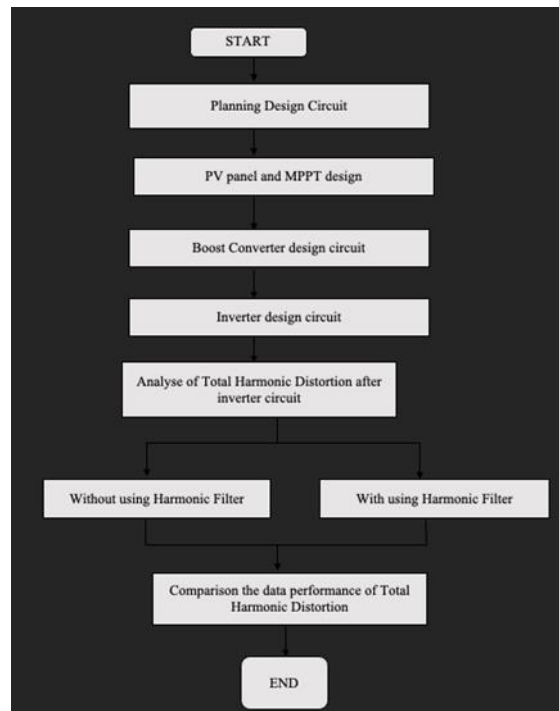 START
Planning Design Circuit
PV panel and MPPT design
Boost Converter design circuit
Inverter design circuit
Analyse of Total Harmonic Distortion after
inverter circuit
Without using Harmonic Filter
With using Harmonic Filter
Comparison the data performance of Total
Harmonic Distortion
END